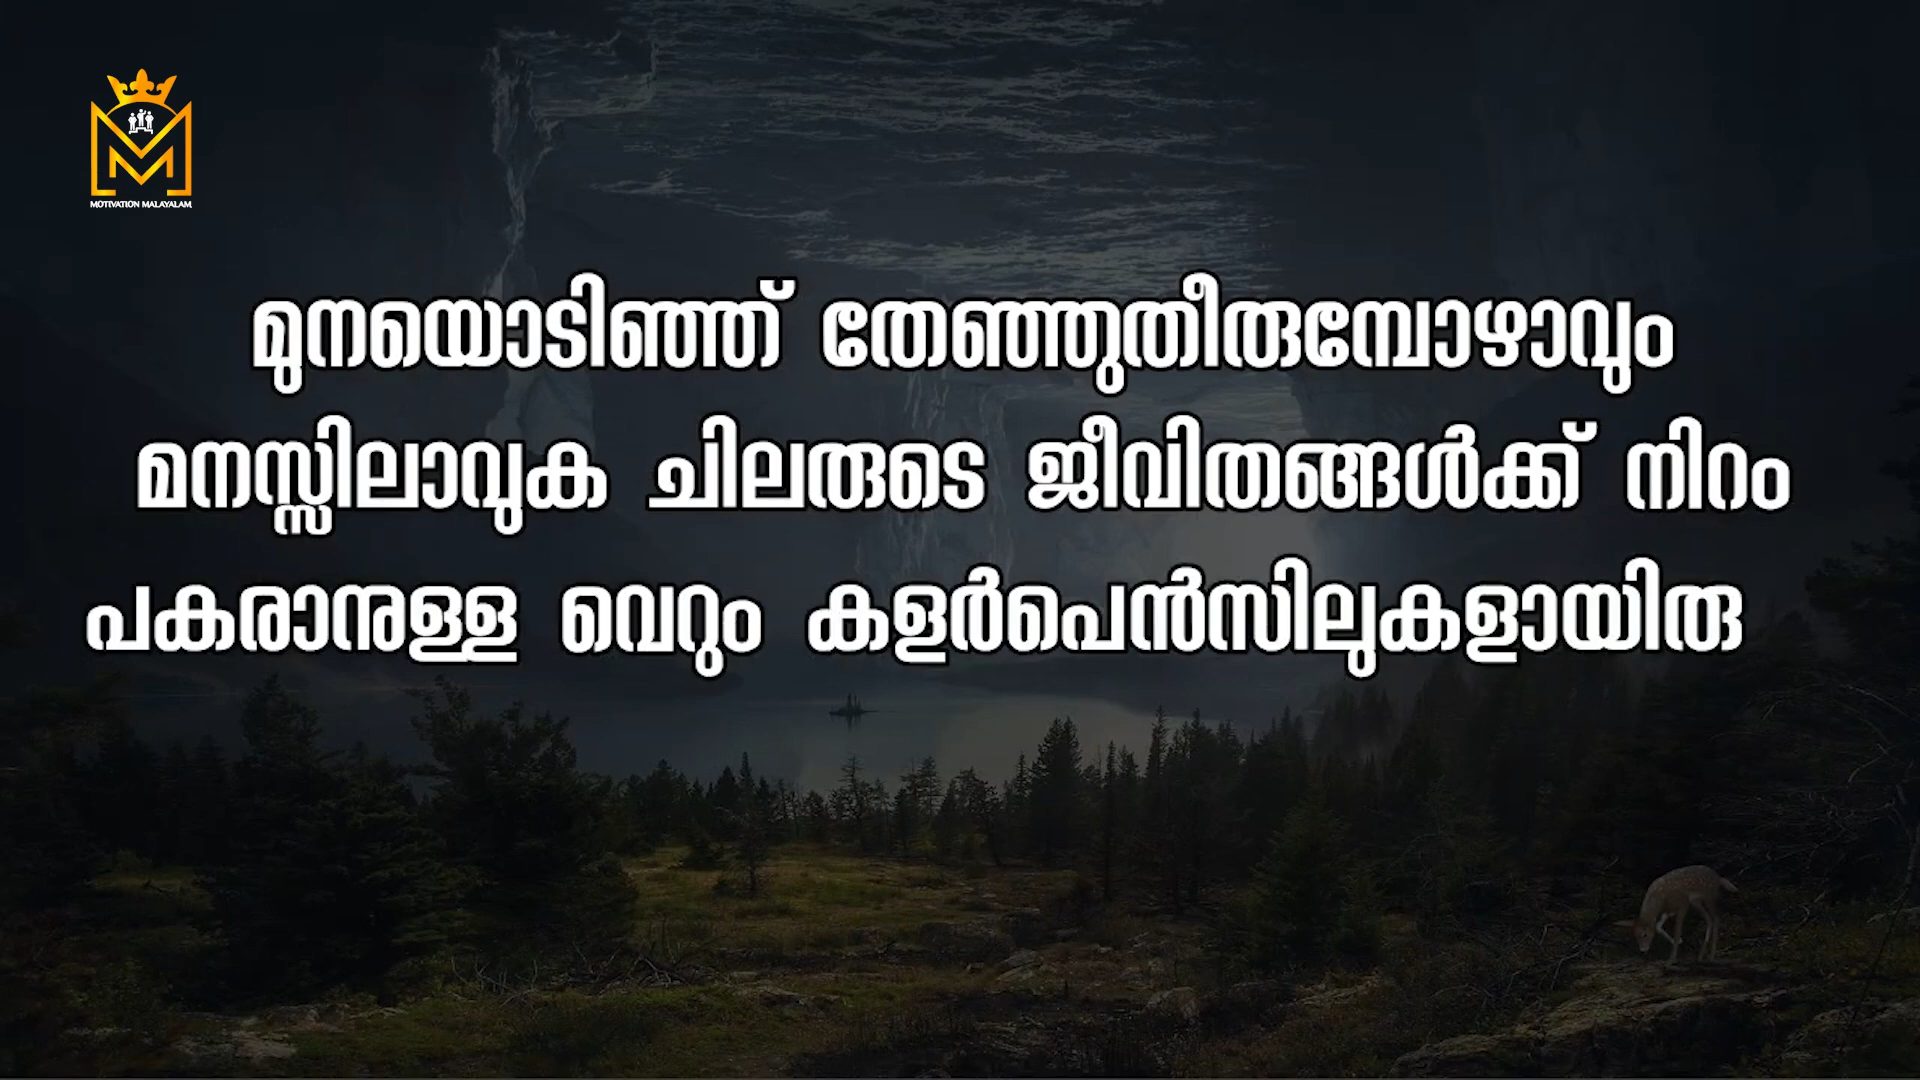 MOTIVATION MALAYALAM
മുനയൊടിഞ്ഞ് തേഞ്ഞുതീരുമ്പോഴാവും
മനസ്സിലാവുക ചിലരുടെ ജീവിതങ്ങൾക്ക് നിറം
പകരാനുള്ള വെറും കളർപെൻസിലുകളായിരു